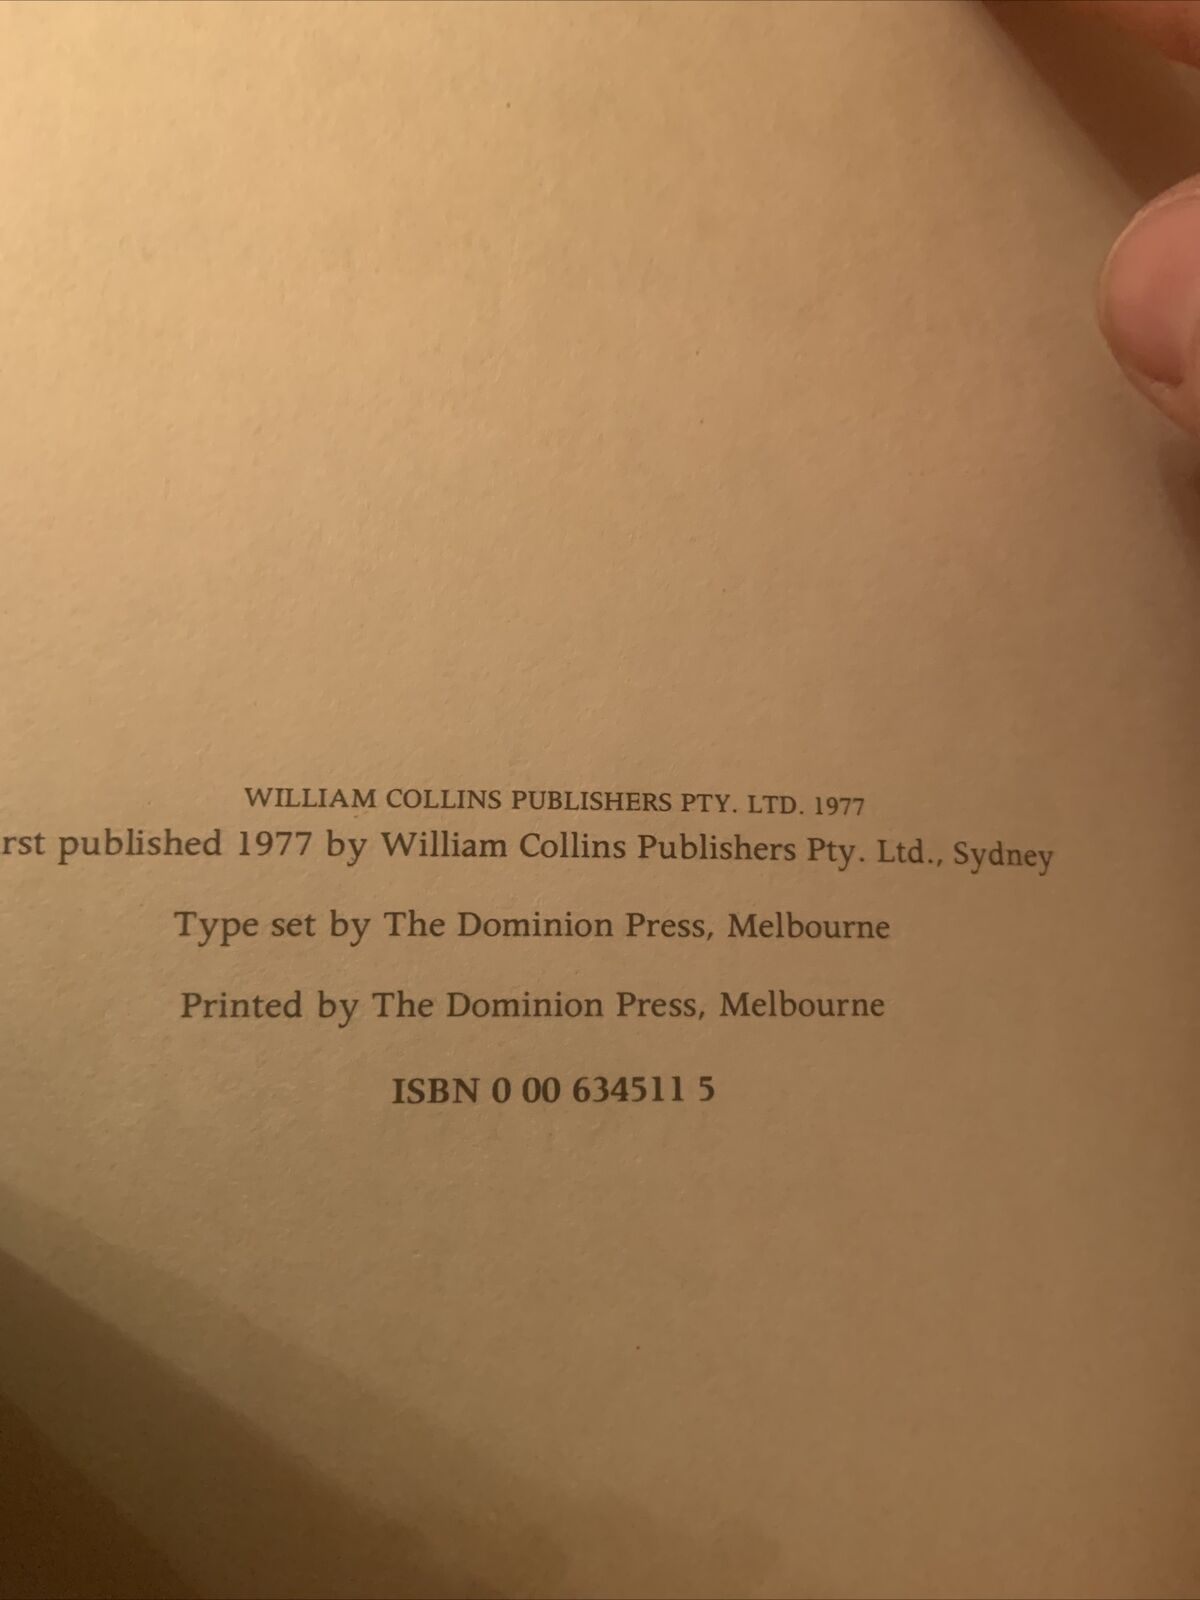 WILLIAM COLLINS PUBLISHERS PTY. LTD. 1977
rst published 1977 by William Collins Publishers Pty. Ltd., Sydney
Type set by The Dominion Press, Melbourne
Printed by The Dominion Press, Melbourne
ISBN 0 00 634511 5